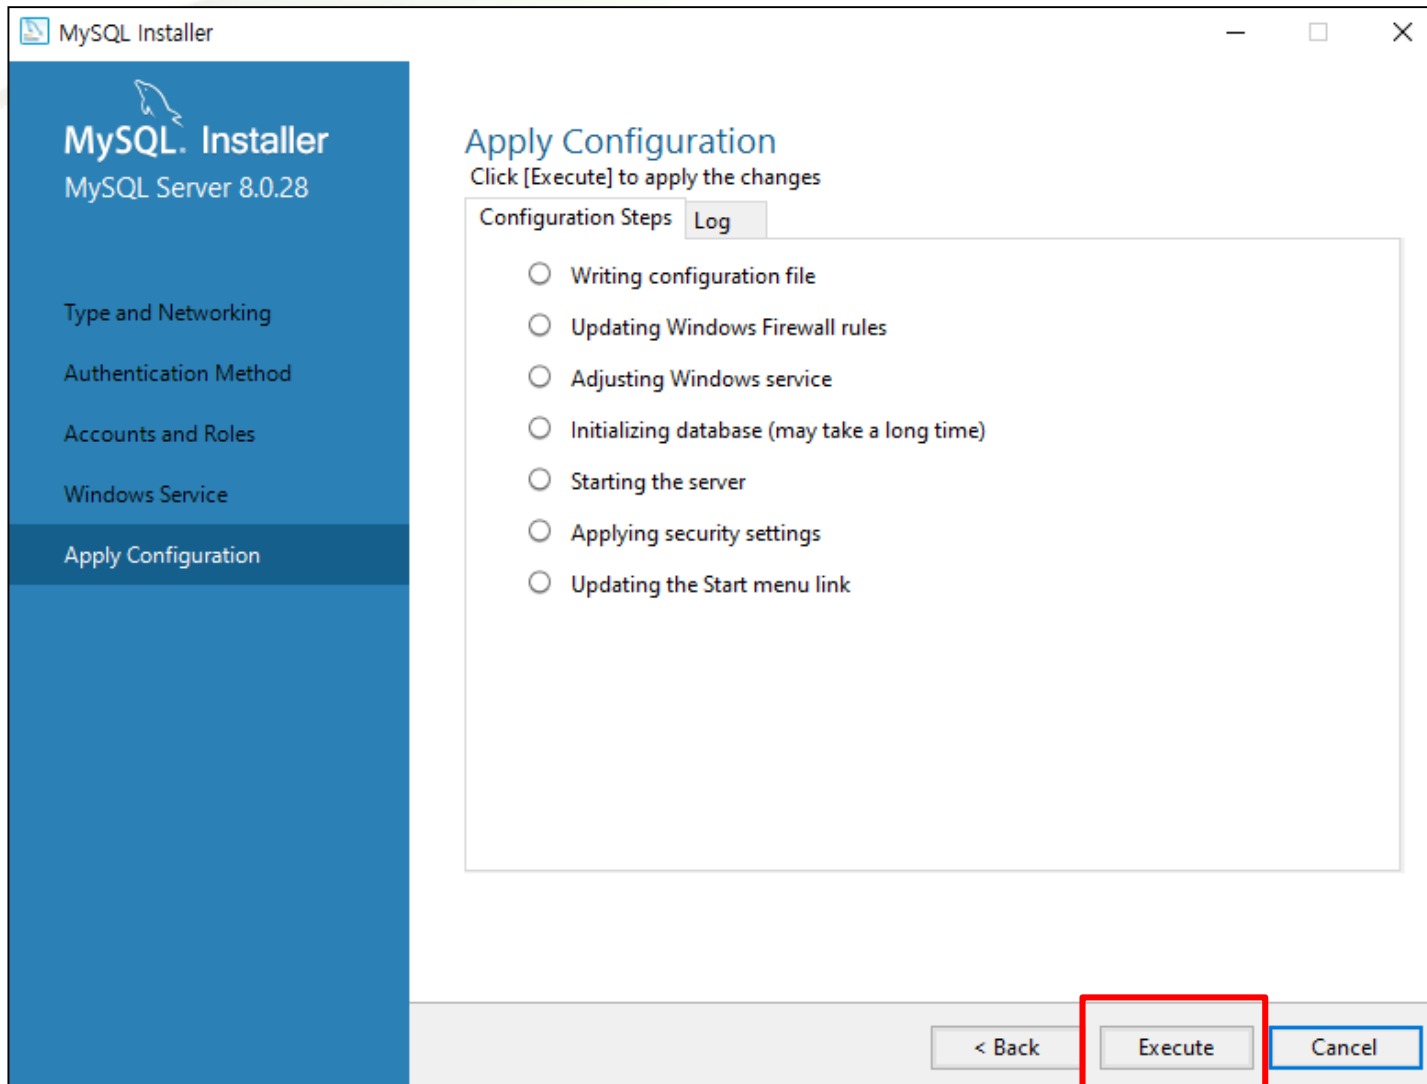 MySQL Installer
MySQL. Installer
MySQL Server 8.0.28
Type and Networking
Authentication Method
Accounts and Roles
Windows Service
Apply Configuration
Apply Configuration
Click [Execute] to apply the changes
Configuration Steps
Log
Writing configuration file
Updating Windows Firewall rules
Adjusting Windows service
Initializing database (may take a long time)
Starting the server
Applying security settings
Updating the Start menu link
< Back
Execute
Cancel